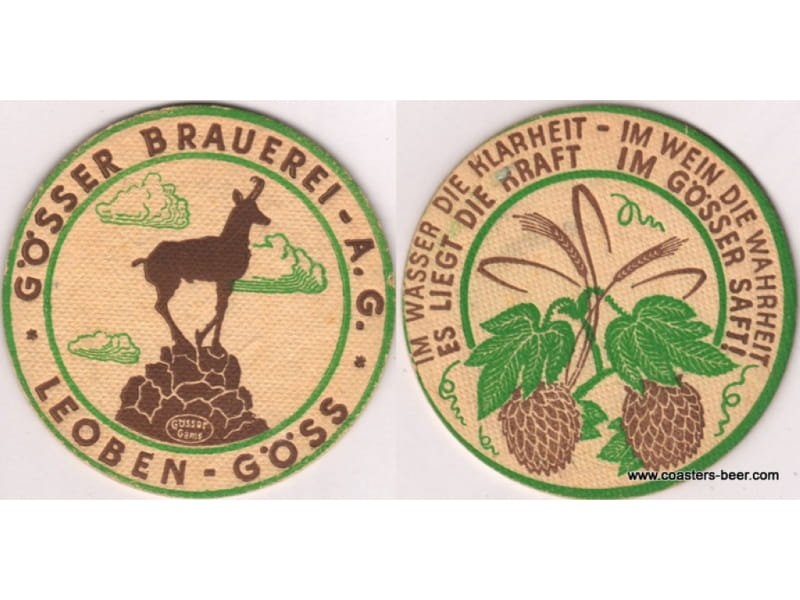 * GÖSSER BRAUEREI - A.G. *
LEOBEN - GÖSS
Gösser
Gams
IM WASSER DIE KLARHEIT - IM WEIN DIE WAHRHEIT
ES LIEGT DIE KRAFT IM GÖSSER SAFT!
www.coasters-beer.com